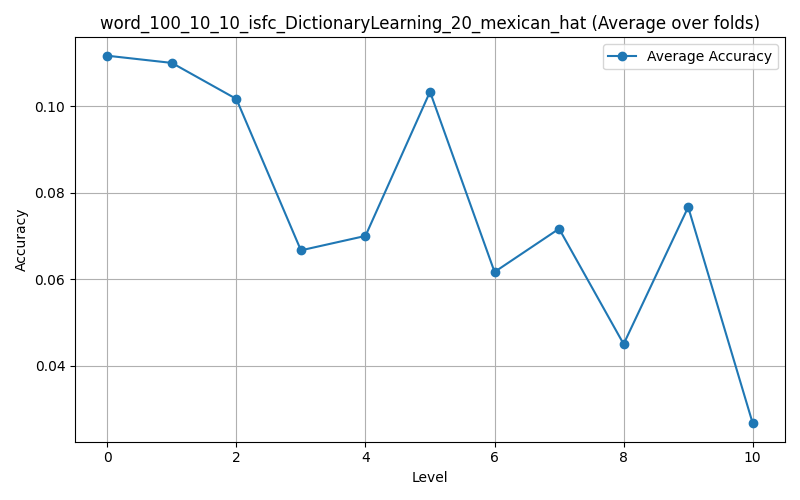 word_100_10_10_isfc_DictionaryLearning_20_mexican_hat (Average over folds)
Average Accuracy
Accuracy
0.10
0.08
0.06
0.04
0 2 4 6 8 10
Level